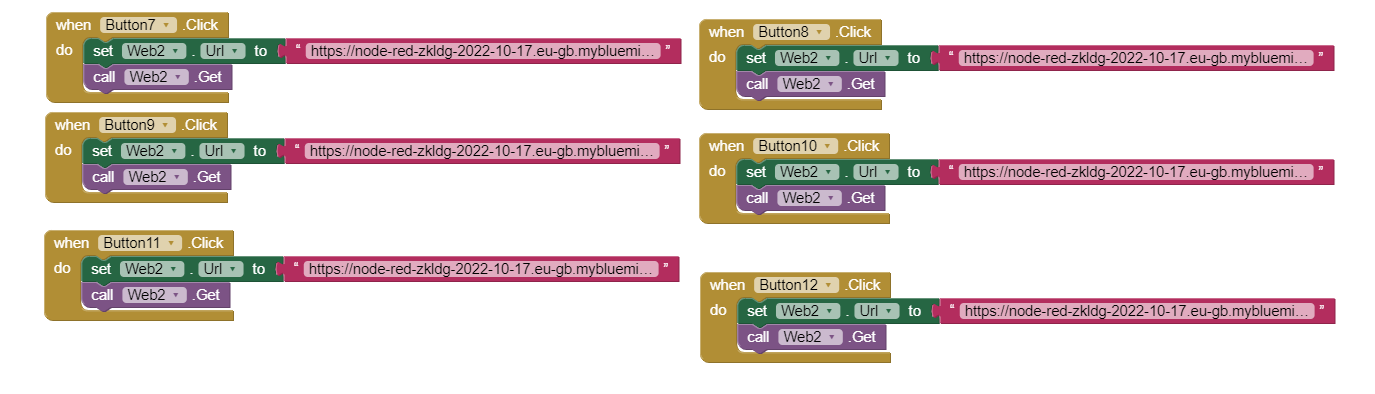 when Button7 .Click
do set Web2 . Url to “ https://node-red-zkldg-2022-10-17.eu-gb.mybluemi... ”
call Web2 .Get
when Button8 .Click
do set Web2 . Url to “ https://node-red-zkldg-2022-10-17.eu-gb.mybluemi... ”
call Web2 .Get
when Button9 .Click
do set Web2 . Url to “ https://node-red-zkldg-2022-10-17.eu-gb.mybluemi... ”
call Web2 .Get
when Button10 .Click
do set Web2 . Url to “ https://node-red-zkldg-2022-10-17.eu-gb.mybluemi... ”
call Web2 .Get
when Button11 .Click
do set Web2 . Url to “ https://node-red-zkldg-2022-10-17.eu-gb.mybluemi... ”
call Web2 .Get
when Button12 .Click
do set Web2 . Url to “ https://node-red-zkldg-2022-10-17.eu-gb.mybluemi... ”
call Web2 .Get